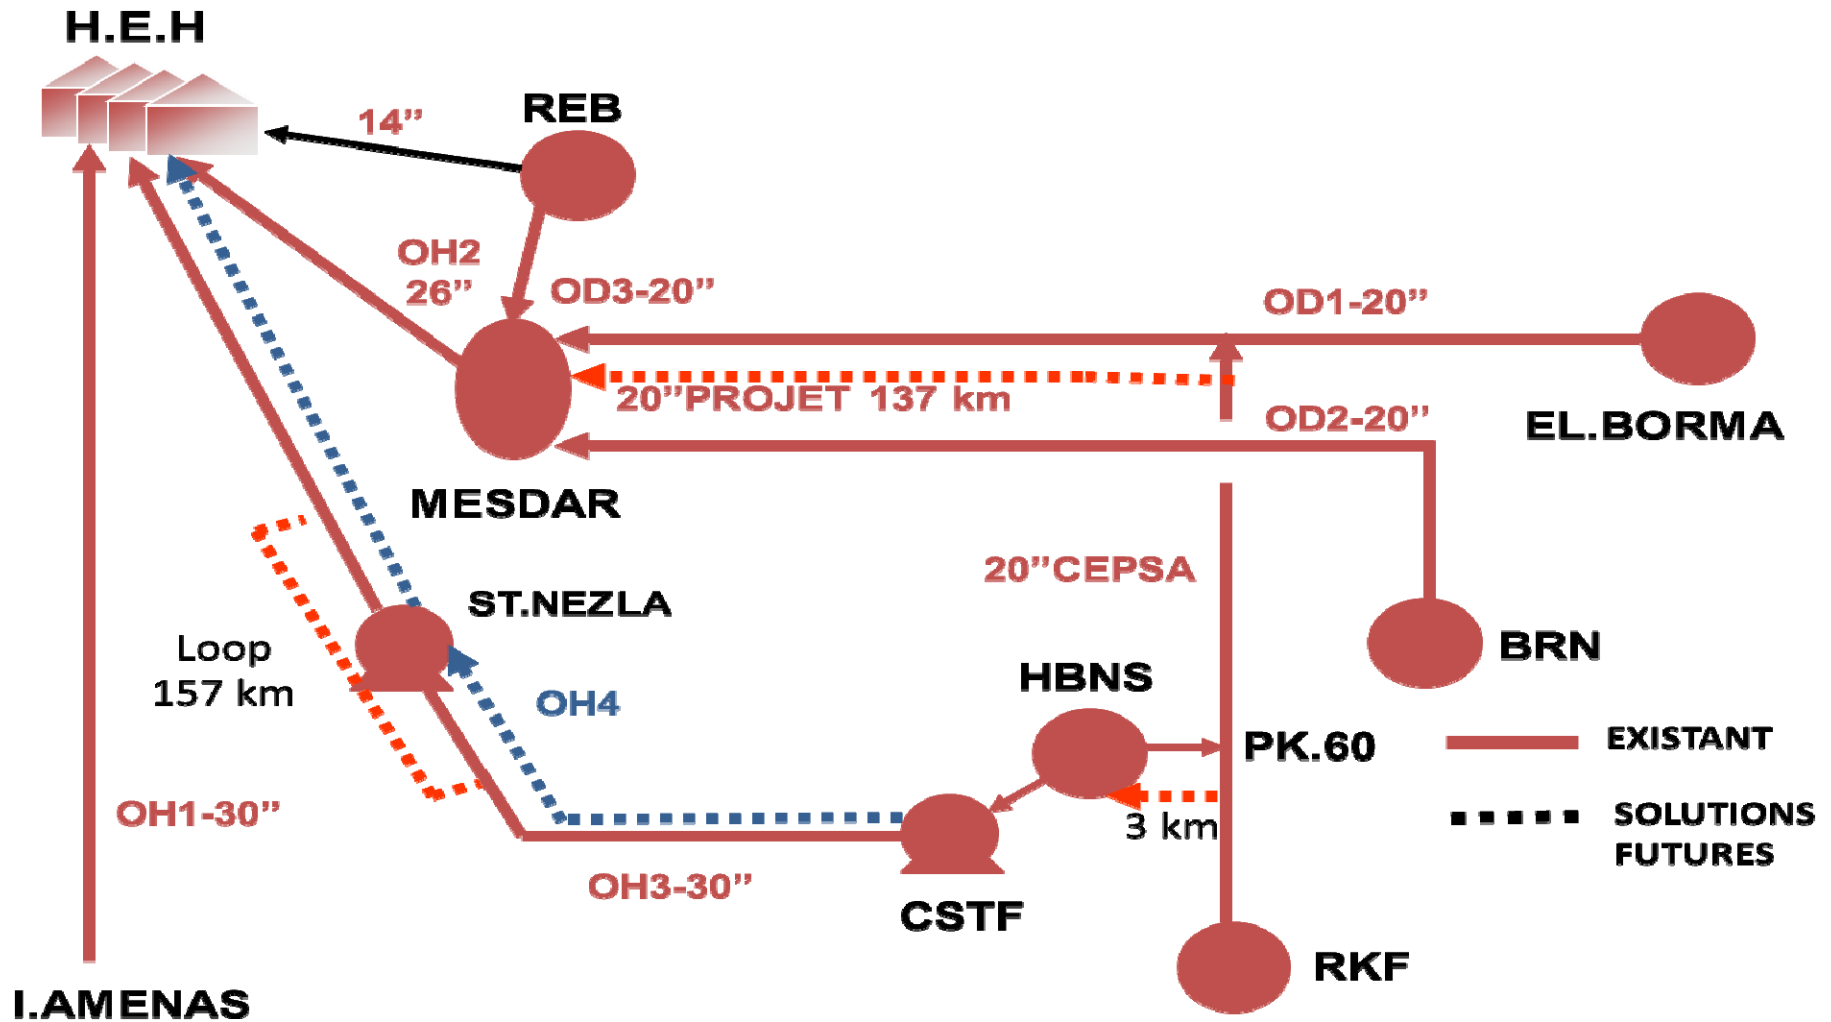 H.E.H
REB
14”
OH2
26”
OD3-20”
OD1-20”
20”PROJET 137 km
OD2-20”
EL.BORMA
MESDAR
20”CEPSA
ST.NEZLA
BRN
Loop
157 km
HBNS
OH4
PK.60
EXISTANT
OH1-30”
3 km
SOLUTIONS
FUTURES
OH3-30”
CSTF
RKF
I.AMENAS